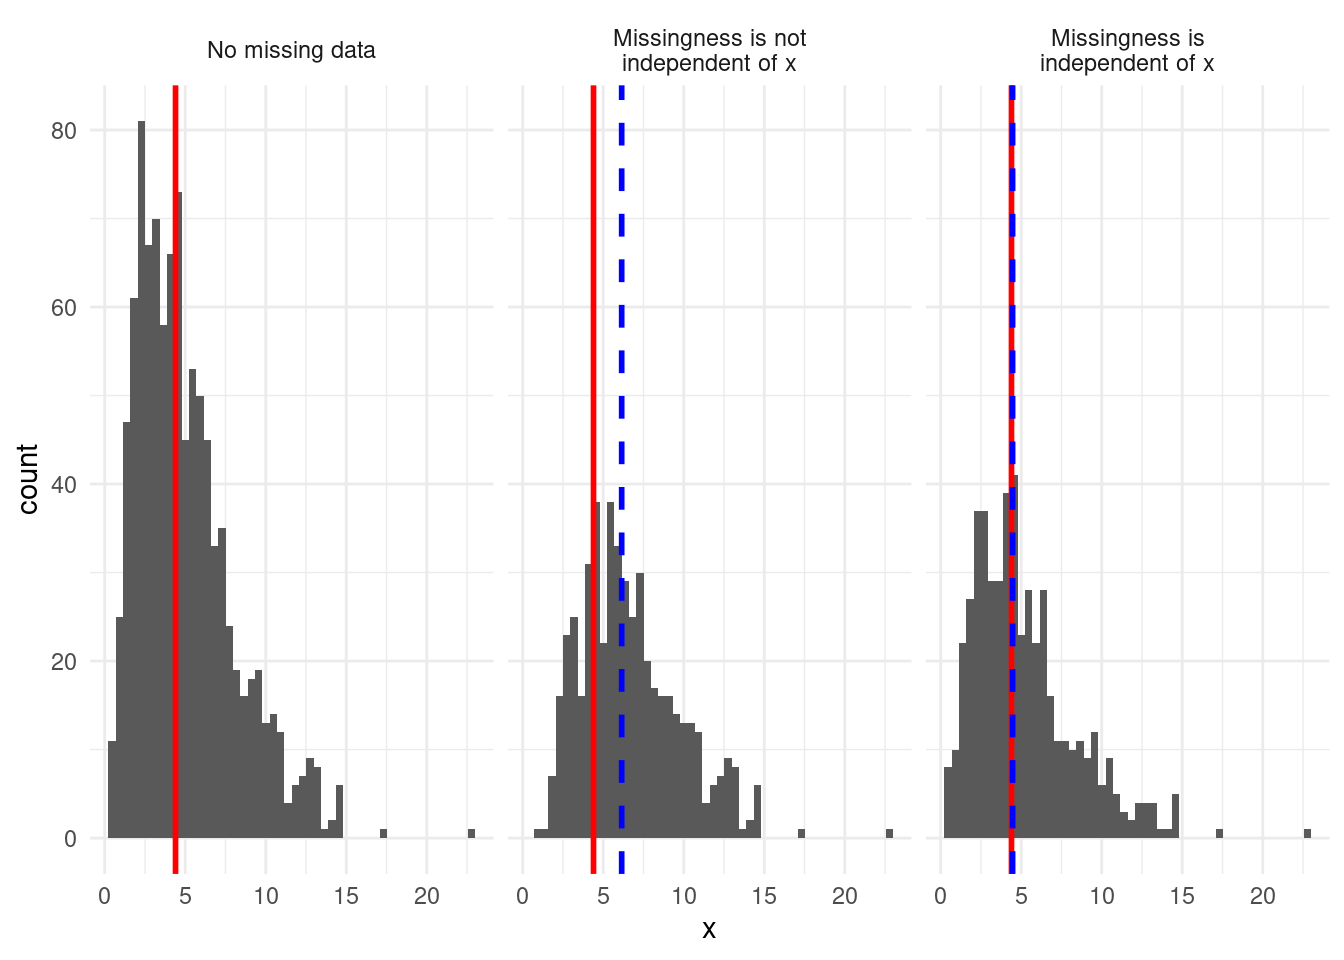 No missing data
Missingness is not
independent of x
Missingness is
independent of x
80
60
40
20
0
count
0 5 10 15 20
0 5 10 15 20
0 5 10 15 20
x